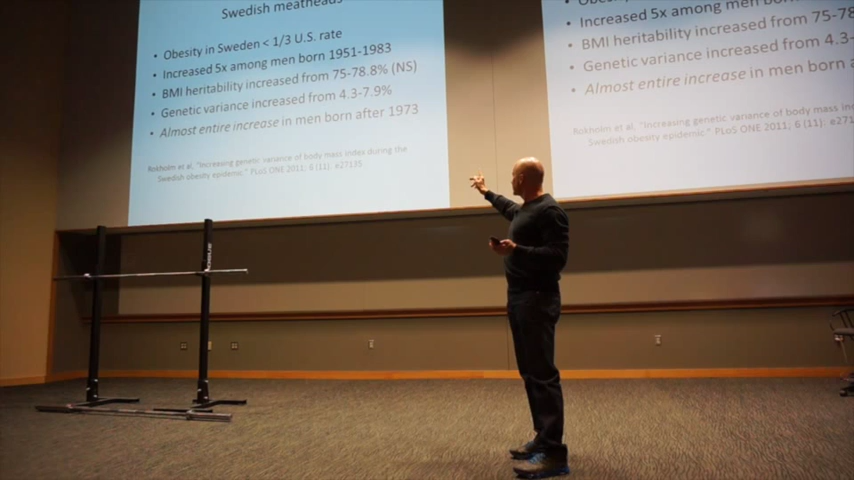 Swedish meatheads
• Obesity in Sweden < 1/3 U.S. rate
• Increased 5x among men born 1951-1983
• BMI heritability increased from 75-78.8% (NS)
• Genetic variance increased from 4.3-7.9%
• Almost entire increase in men born after 1973
Rokholm et al, "Increasing genetic variance of body mass index during the
Swedish obesity epidemic." PLoS ONE 2011; 6 (11): e27135
• Increased 5x among men born
• BMI heritability increased from 75-78
• Genetic variance increased from 4.3-
• Almost entire increase in men born a
Rokholm et al, "Increasing genetic variance of body mass inde
Swedish obesity epidemic." PLoS ONE 2011; 6 (11): e271
ROGUE